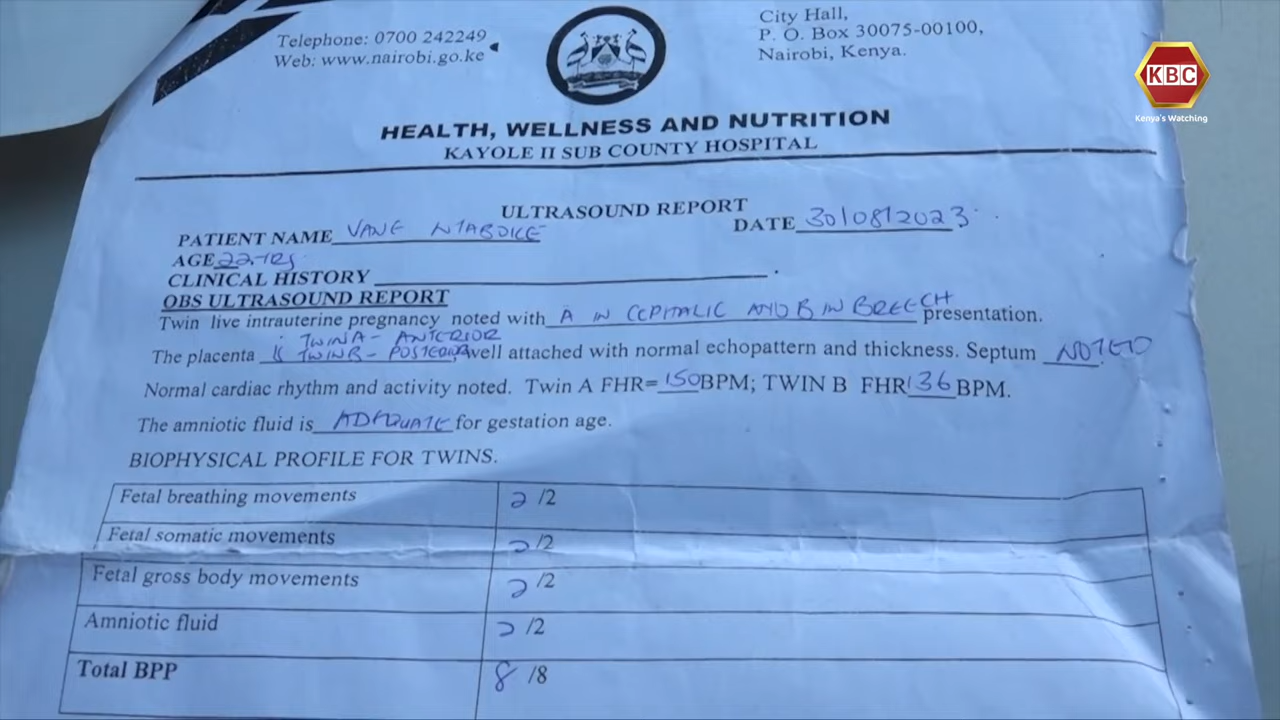 Telephone: 0700 242249
Web: www.nairobi.go.ke
City Hall,
P. O. Box 30075-00100,
Nairobi, Kenya.
KBC
Kenya's Watching
HEALTH, WELLNESS AND NUTRITION
KAYOLE II SUB COUNTY HOSPITAL
ULTRASOUND REPORT
PATIENT NAME VANE NTABOKE DATE 30/08/2023
AGE 22yrs
CLINICAL HISTORY
OBS ULTRASOUND REPORT
Twin live intrauterine pregnancy noted with A IN CEPITALIC AND B IN BREECH presentation.
TWIN A - ANTERIOR
The placenta is TWIN B - POSTERIOR, well attached with normal echopattern and thickness. Septum NOTED
Normal cardiac rhythm and activity noted. Twin A FHR= 150 BPM; TWIN B FHR 136 BPM.
The amniotic fluid is ADEQUATE for gestation age.
BIOPHYSICAL PROFILE FOR TWINS.
Fetal breathing movements 2 /2
Fetal somatic movements 2 /2
Fetal gross body movements 2 /2
Amniotic fluid 2 /2
Total BPP 8 /8